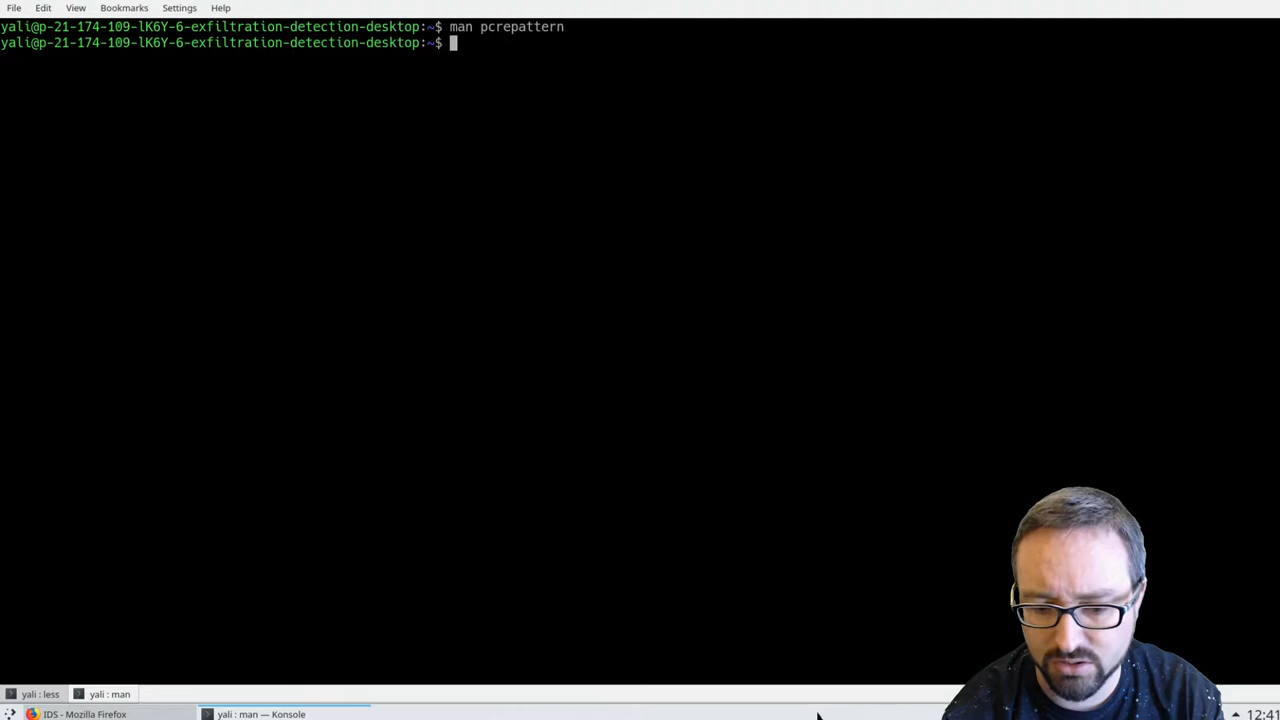 File Edit View Bookmarks Settings Help
yali@p-21-174-109-lK6Y-6-exfiltration-detection-desktop:~$ man pcrepattern
yali@p-21-174-109-lK6Y-6-exfiltration-detection-desktop:~$
yali : less yali : man
IDS - Mozilla Firefox yali : man — Konsole 12:41